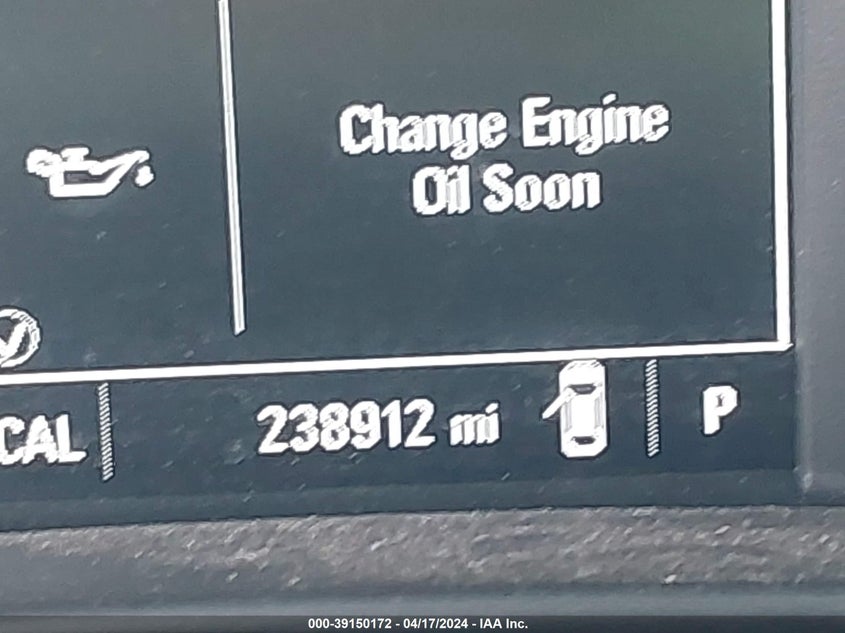 Change Engine
Oil Soon
CAL
238912 mi
P
000-39150172 - 04/17/2024 - IAA Inc.